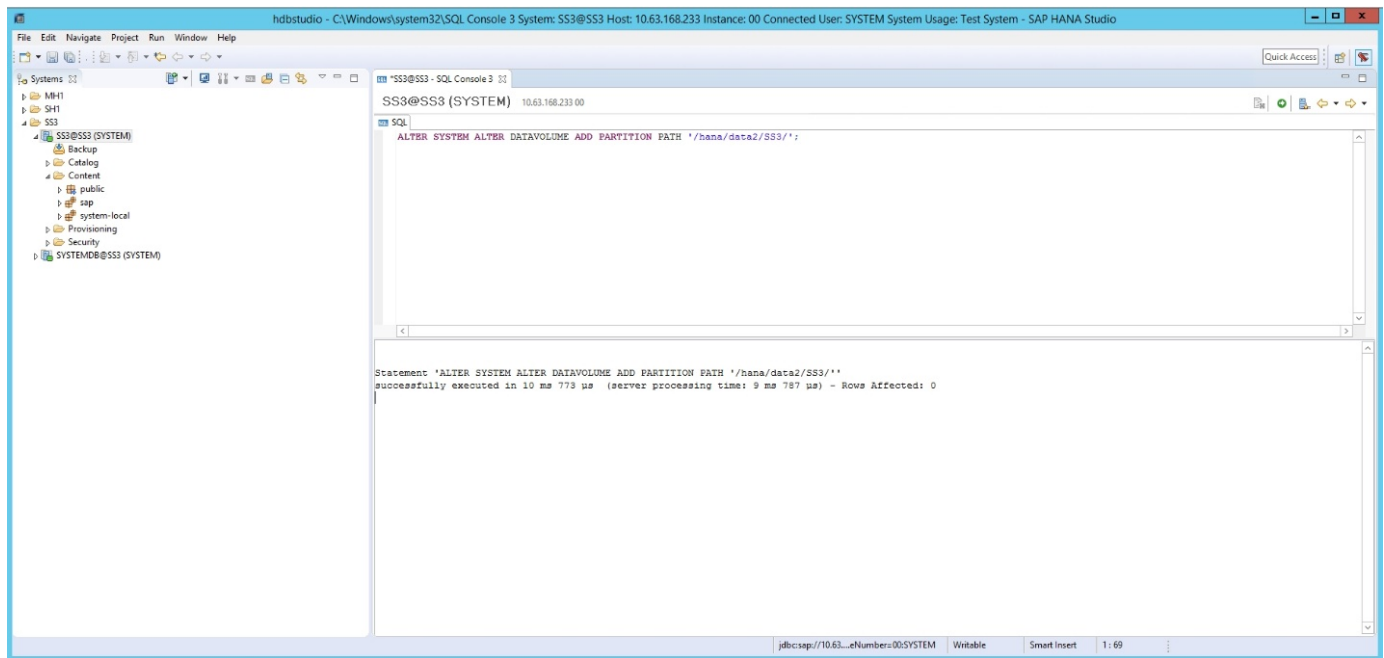 hdbstudio - C:\Windows\system32\SQL Console 3 System: SS3@SS3 Host: 10.63.168.233 Instance: 00 Connected User: SYSTEM System Usage: Test System - SAP HANA Studio
File Edit Navigate Project Run Window Help
Quick Access
Systems
MH1
SH1
SS3
SS3@SS3 (SYSTEM)
Backup
Catalog
Content
public
sap
system-local
Provisioning
Security
SYSTEMDB@SS3 (SYSTEM)
*SS3@SS3 - SQL Console 3
SS3@SS3 (SYSTEM) 10.63.168.233 00
SQL
ALTER SYSTEM ALTER DATAVOLUME ADD PARTITION PATH '/hana/data2/SS3/';
Statement 'ALTER SYSTEM ALTER DATAVOLUME ADD PARTITION PATH '/hana/data2/SS3/''
successfully executed in 10 ms 773 µs (server processing time: 9 ms 787 µs) - Rows Affected: 0
jdbc:sap://10.63....eNumber=00:SYSTEM Writable Smart Insert 1 : 69